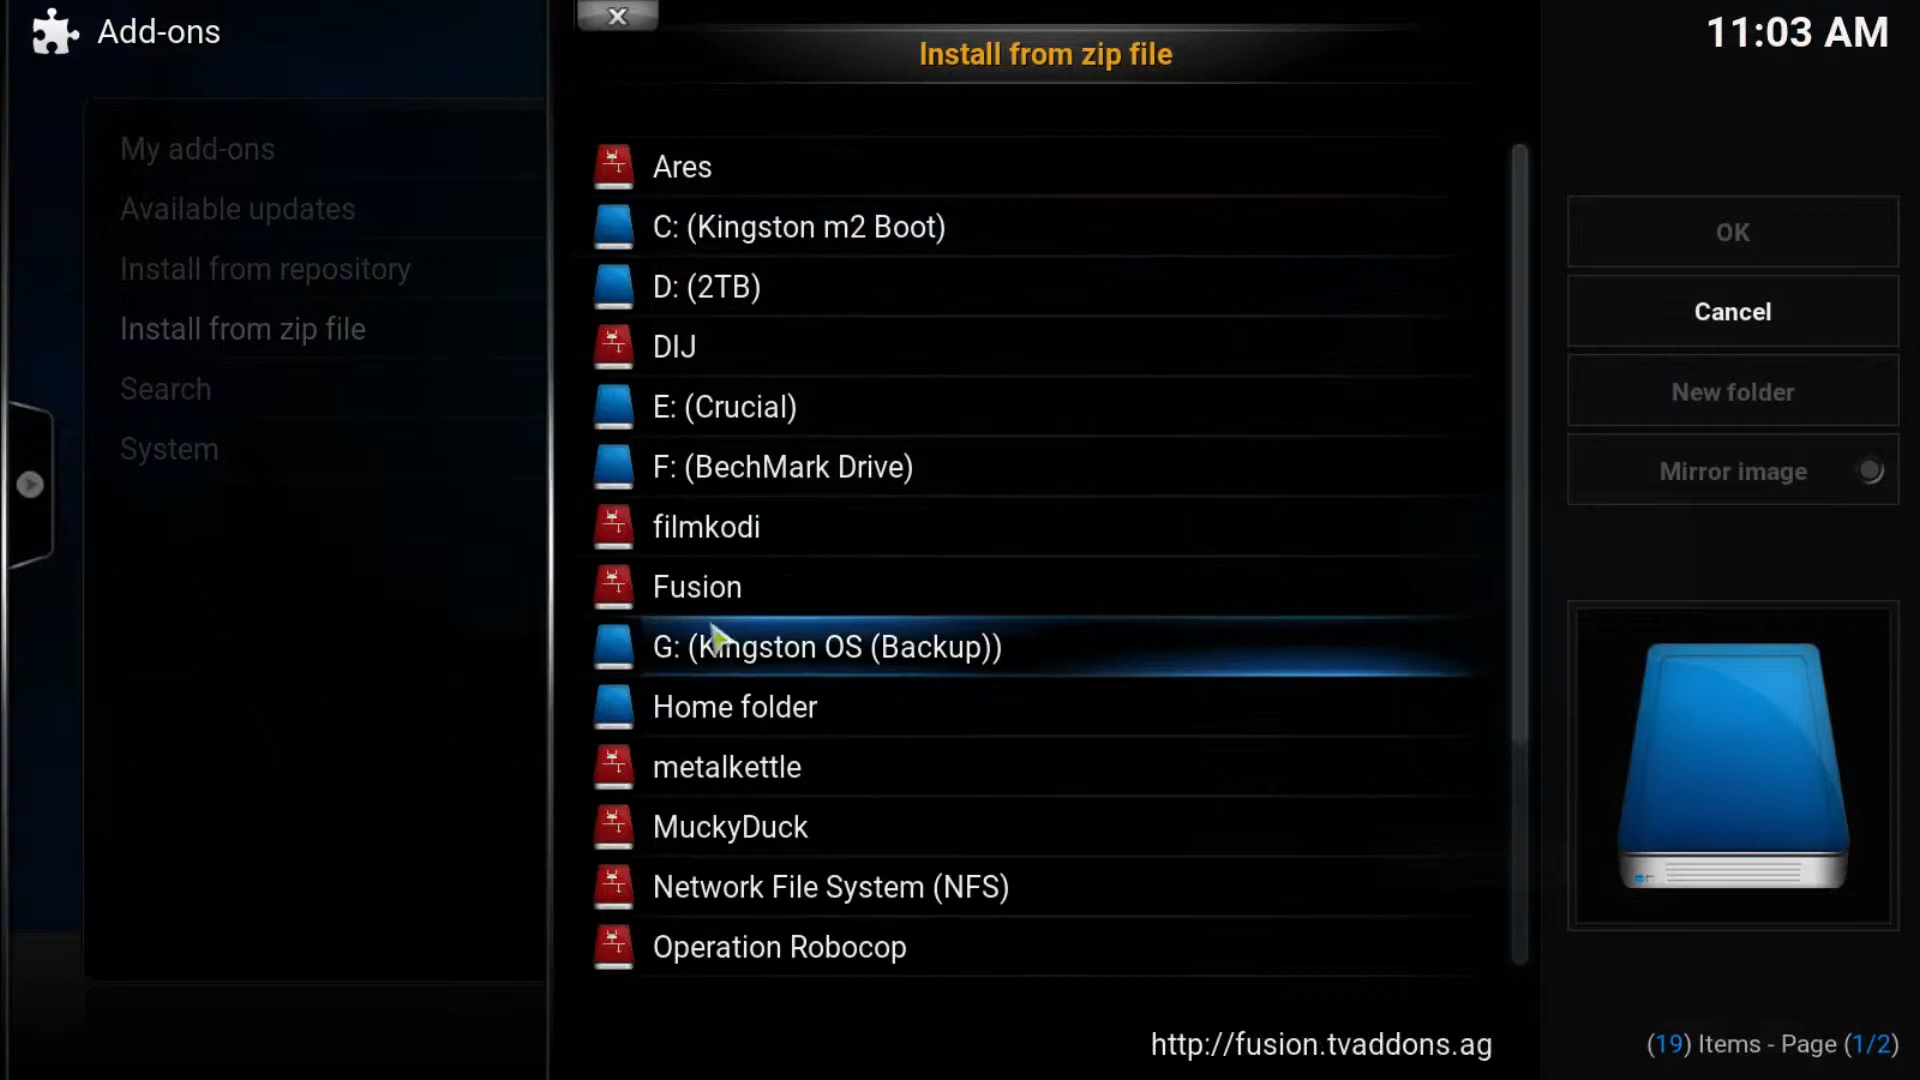 Add-ons
X
Install from zip file
11:03 AM
My add-ons
Available updates
Install from repository
Install from zip file
Search
System
Ares
C: (Kingston m2 Boot)
D: (2TB)
DIJ
E: (Crucial)
F: (BechMark Drive)
filmkodi
Fusion
G: (Kingston OS (Backup))
Home folder
metalkettle
MuckyDuck
Network File System (NFS)
Operation Robocop
OK
Cancel
New folder
Mirror image
http://fusion.tvaddons.ag
(19) Items - Page (1/2)